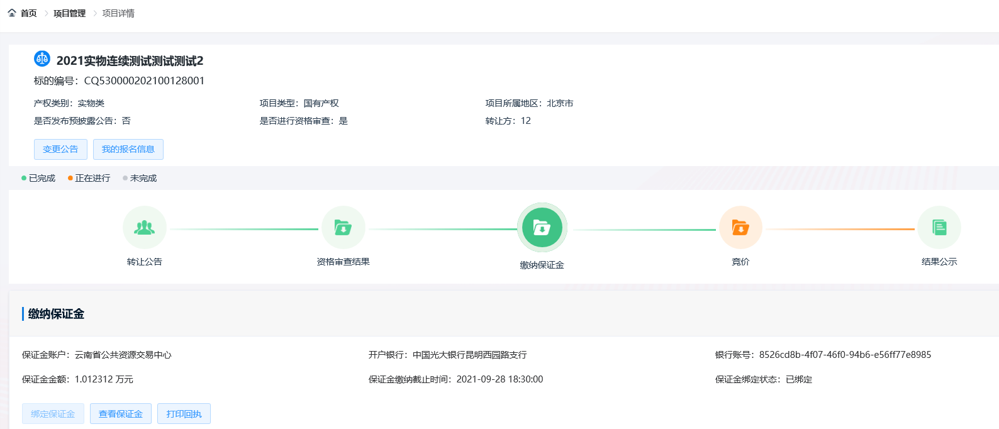 首页 > 项目管理 > 项目详情
2021实物连续测试测试测试2
标的编号：CQ530000202100128001
产权类别：实物类 项目类型：国有产权 项目所属地区：北京市
是否发布预披露公告：否 是否进行资格审查：是 转让方：12
变更公告 我的报名信息
已完成 正在进行 未完成
转让公告 资格审查结果 缴纳保证金 竞价 结果公示
缴纳保证金
保证金账户：云南省公共资源交易中心 开户银行：中国光大银行昆明西园路支行 银行账号：8526cd8b-4f07-46f0-94b6-e56ff77e8985
保证金金额：1.012312 万元 保证金缴纳截止时间：2021-09-28 18:30:00 保证金绑定状态：已绑定
绑定保证金 查看保证金 打印回执